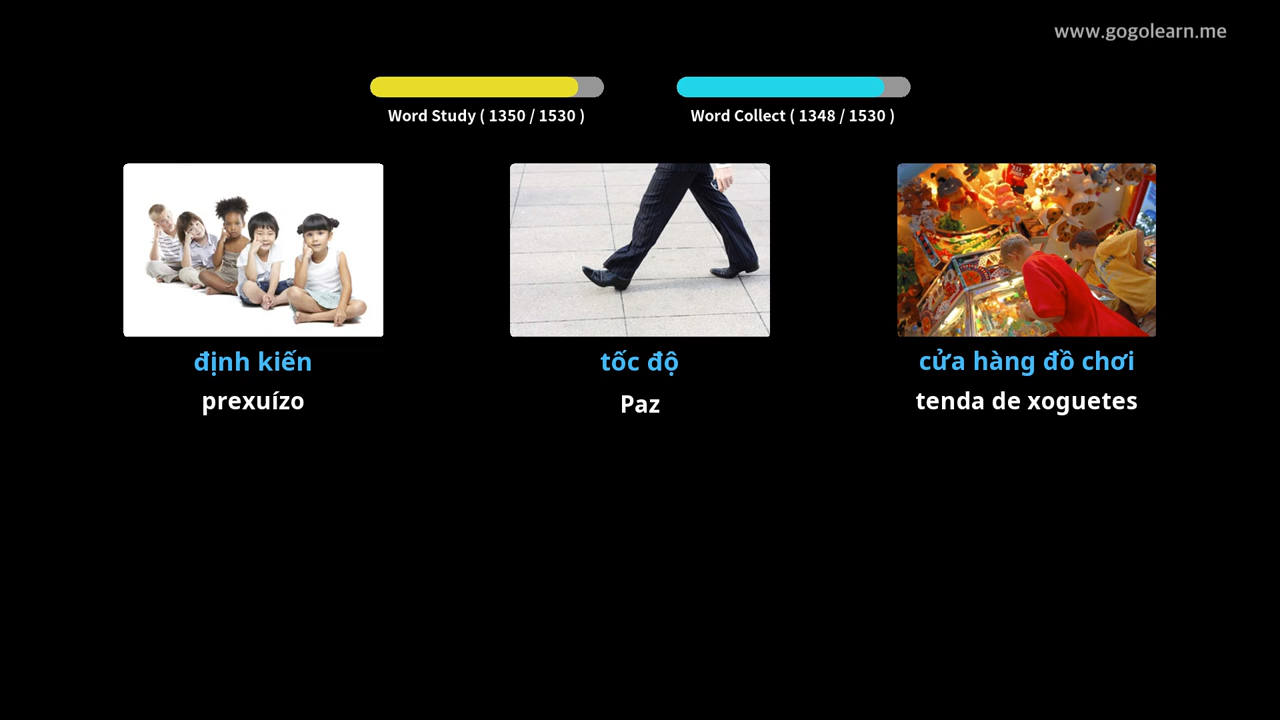 www.gogolearn.me
Word Study ( 1350 / 1530 )
Word Collect ( 1348 / 1530 )
định kiến
tốc độ
cửa hàng đồ chơi
prexuízo
Paz
tenda de xoguetes